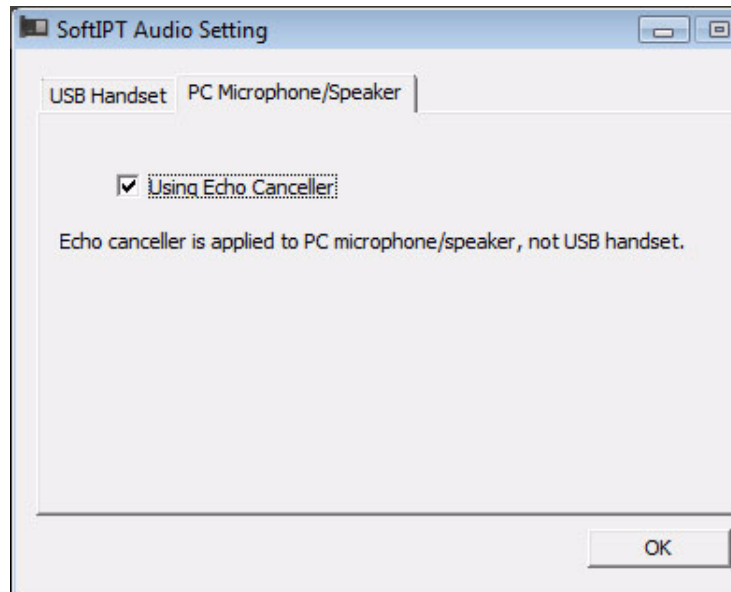 SoftIPT Audio Setting
USB Handset
PC Microphone/Speaker
Using Echo Canceller
Echo canceller is applied to PC microphone/speaker, not USB handset.
OK